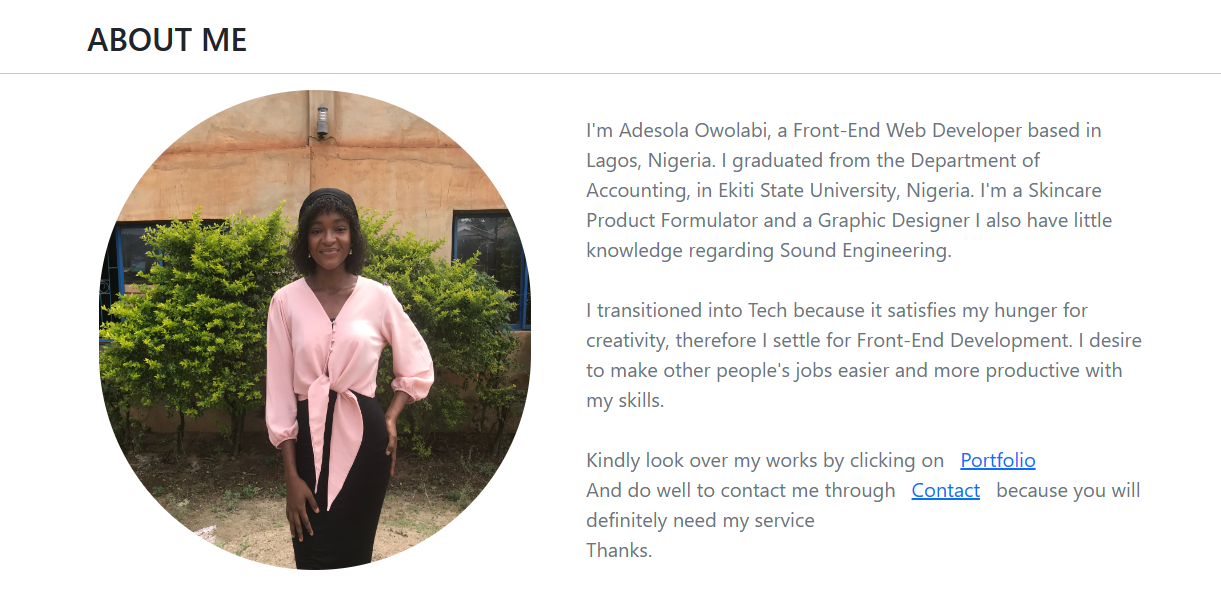 ABOUT ME
I'm Adesola Owolabi, a Front-End Web Developer based in
Lagos, Nigeria. I graduated from the Department of
Accounting, in Ekiti State University, Nigeria. I'm a Skincare
Product Formulator and a Graphic Designer I also have little
knowledge regarding Sound Engineering.
I transitioned into Tech because it satisfies my hunger for
creativity, therefore I settle for Front-End Development. I desire
to make other people's jobs easier and more productive with
my skills.
Kindly look over my works by clicking on Portfolio
And do well to contact me through Contact because you will
definitely need my service
Thanks.